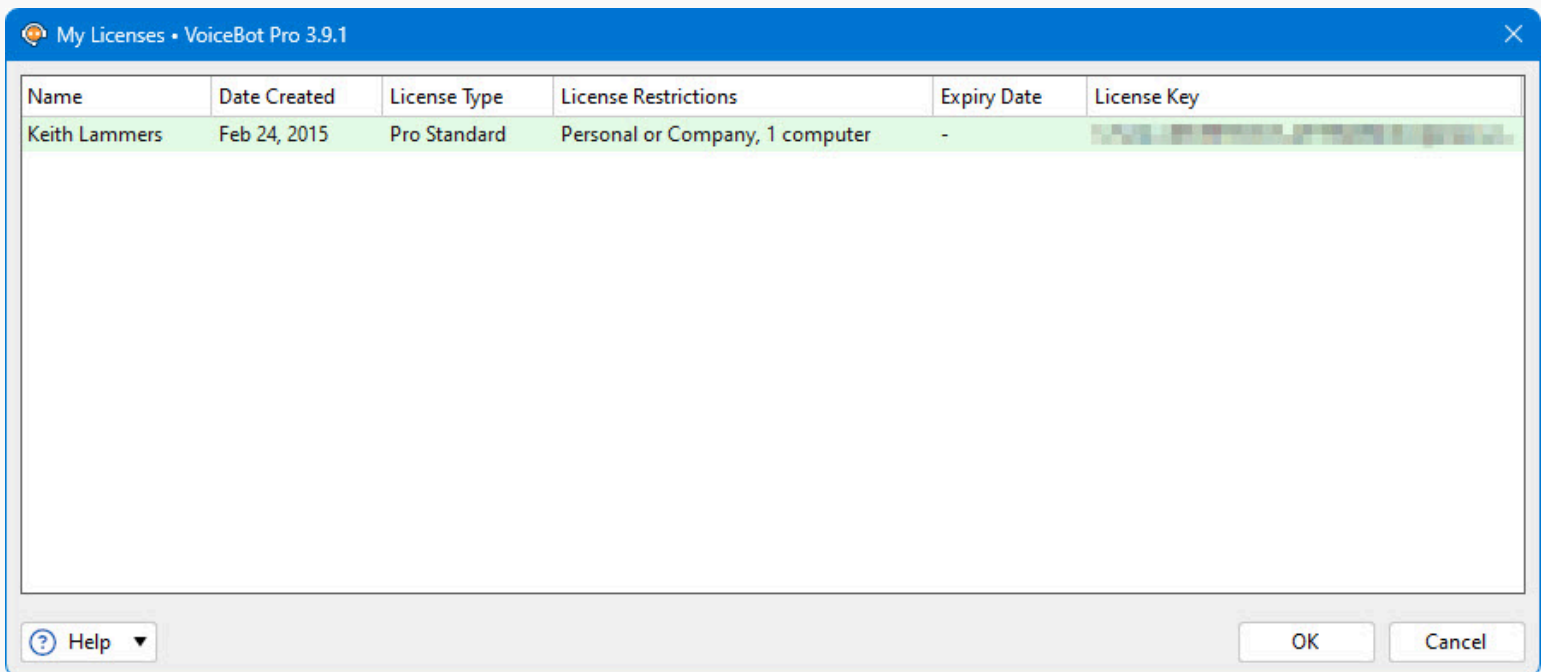 My Licenses • VoiceBot Pro 3.9.1
Name Date Created License Type License Restrictions Expiry Date License Key
Keith Lammers Feb 24, 2015 Pro Standard Personal or Company, 1 computer -
? Help ▼ OK Cancel